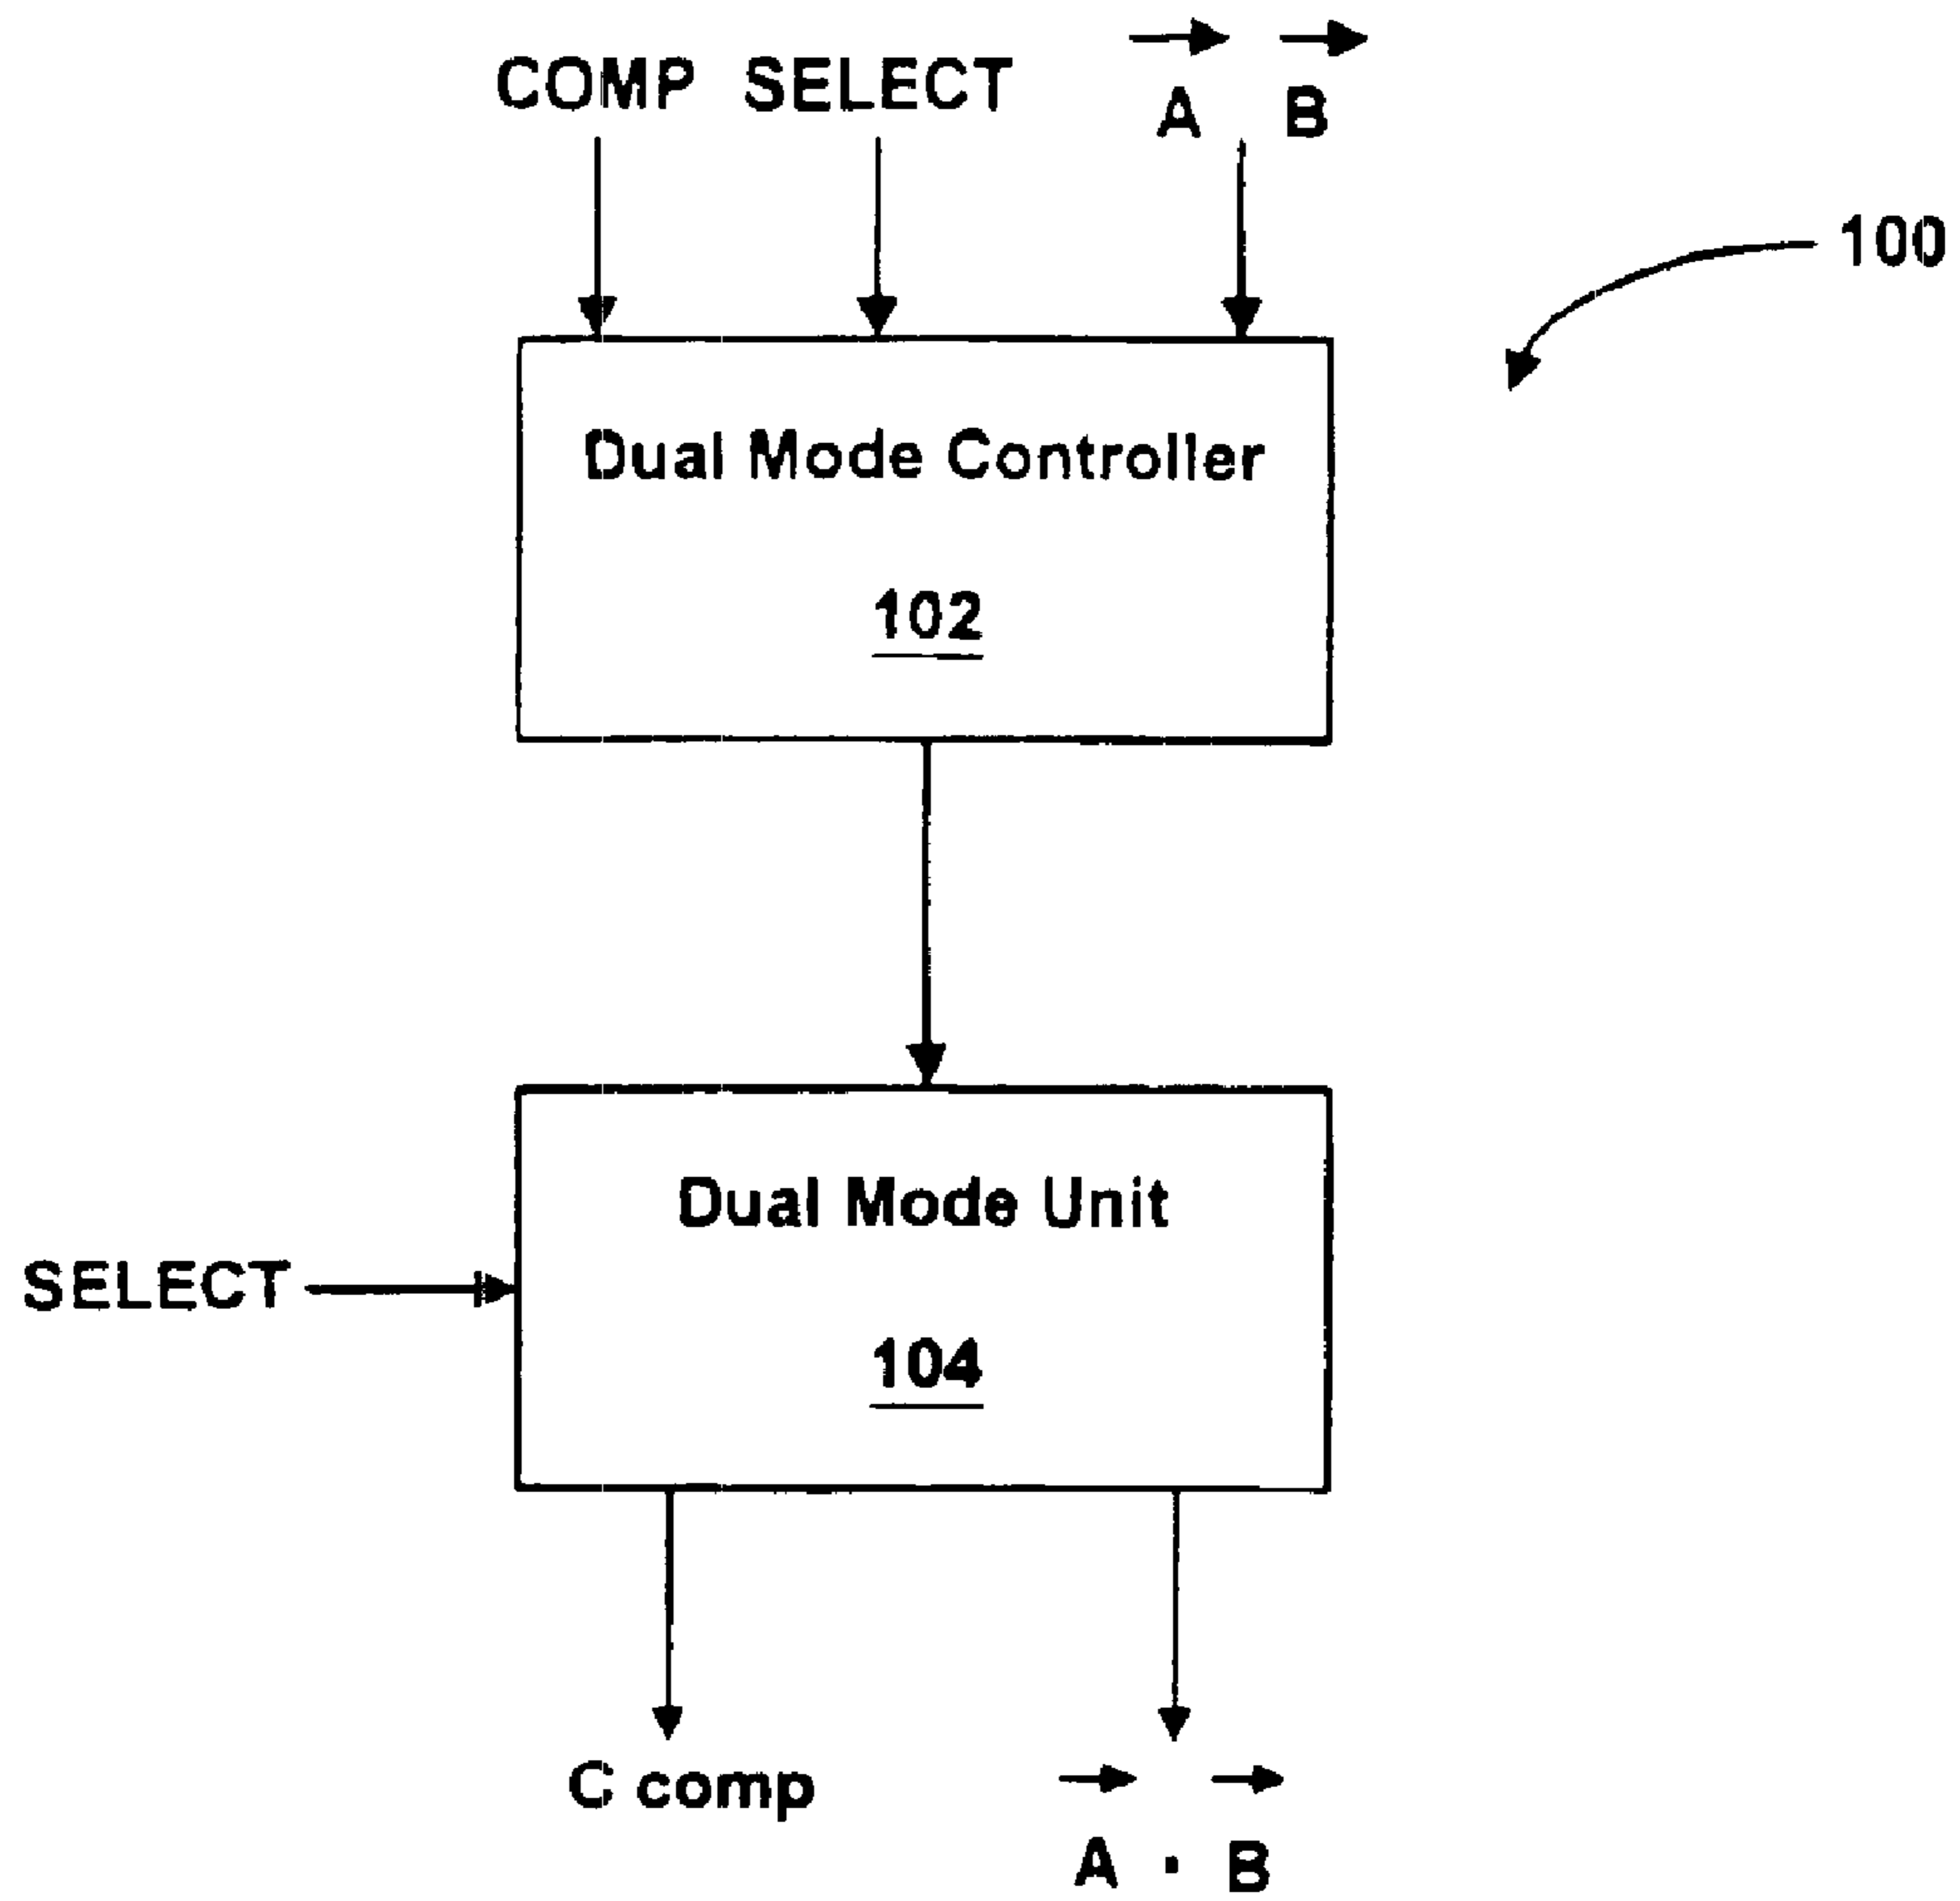 COMP SELECT A B
100
Dual Mode Controller
102
Dual Mode Unit
SELECT
104
C comp
A · B